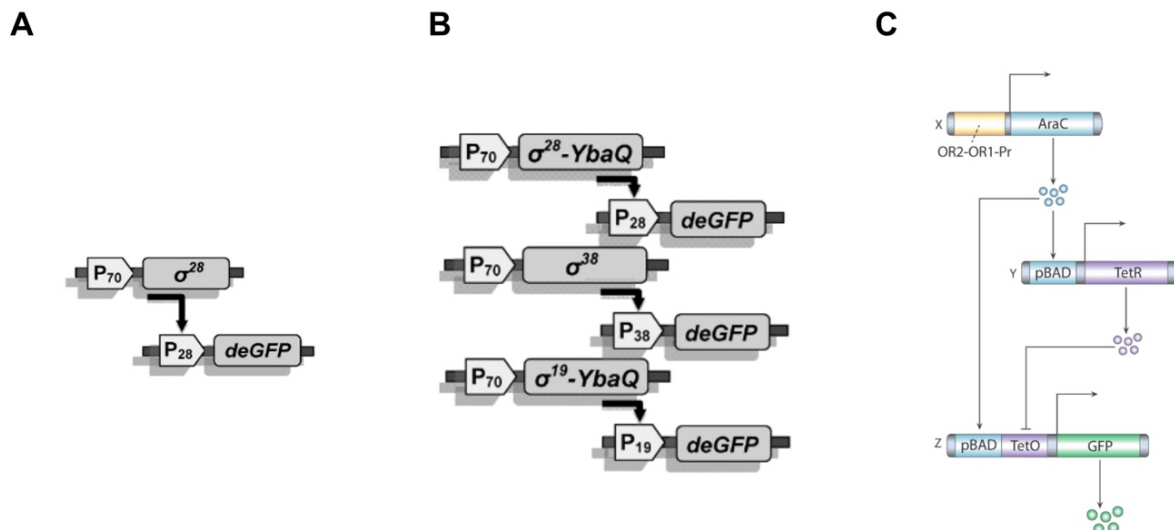 A
P70 σ28
P28 deGFP
B
P70 σ28-YbaQ
P28 deGFP
P70 σ38
P38 deGFP
P70 σ19-YbaQ
P19 deGFP
C
X AraC
OR2-OR1-Pr
Y pBAD TetR
Z pBAD TetO GFP